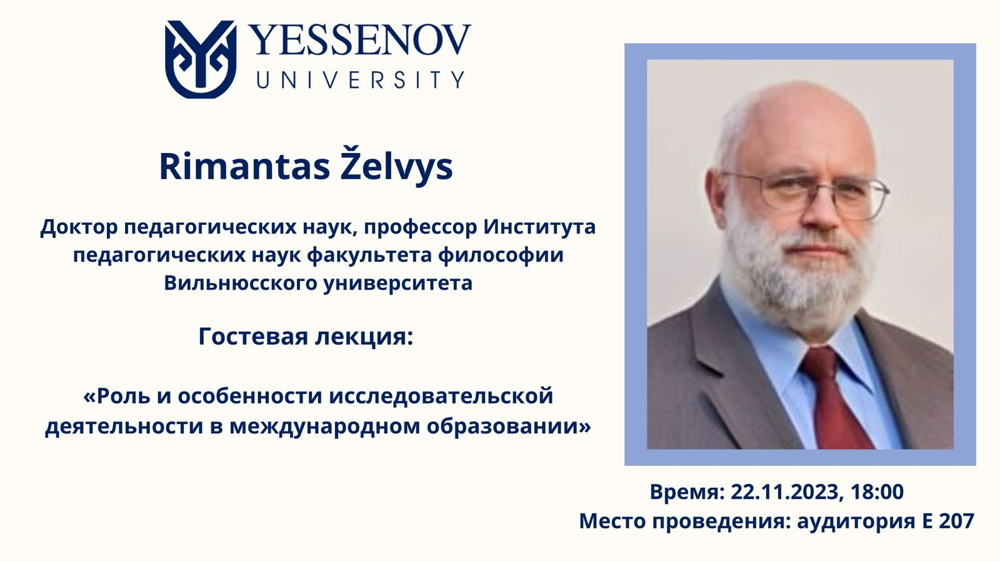 YESSENOV
UNIVERSITY
Rimantas Želvys
Доктор педагогических наук, профессор Института
педагогических наук факультета философии
Вильнюсского университета
Гостевая лекция:
«Роль и особенности исследовательской
деятельности в международном образовании»
Время: 22.11.2023, 18:00
Место проведения: аудитория Е 207